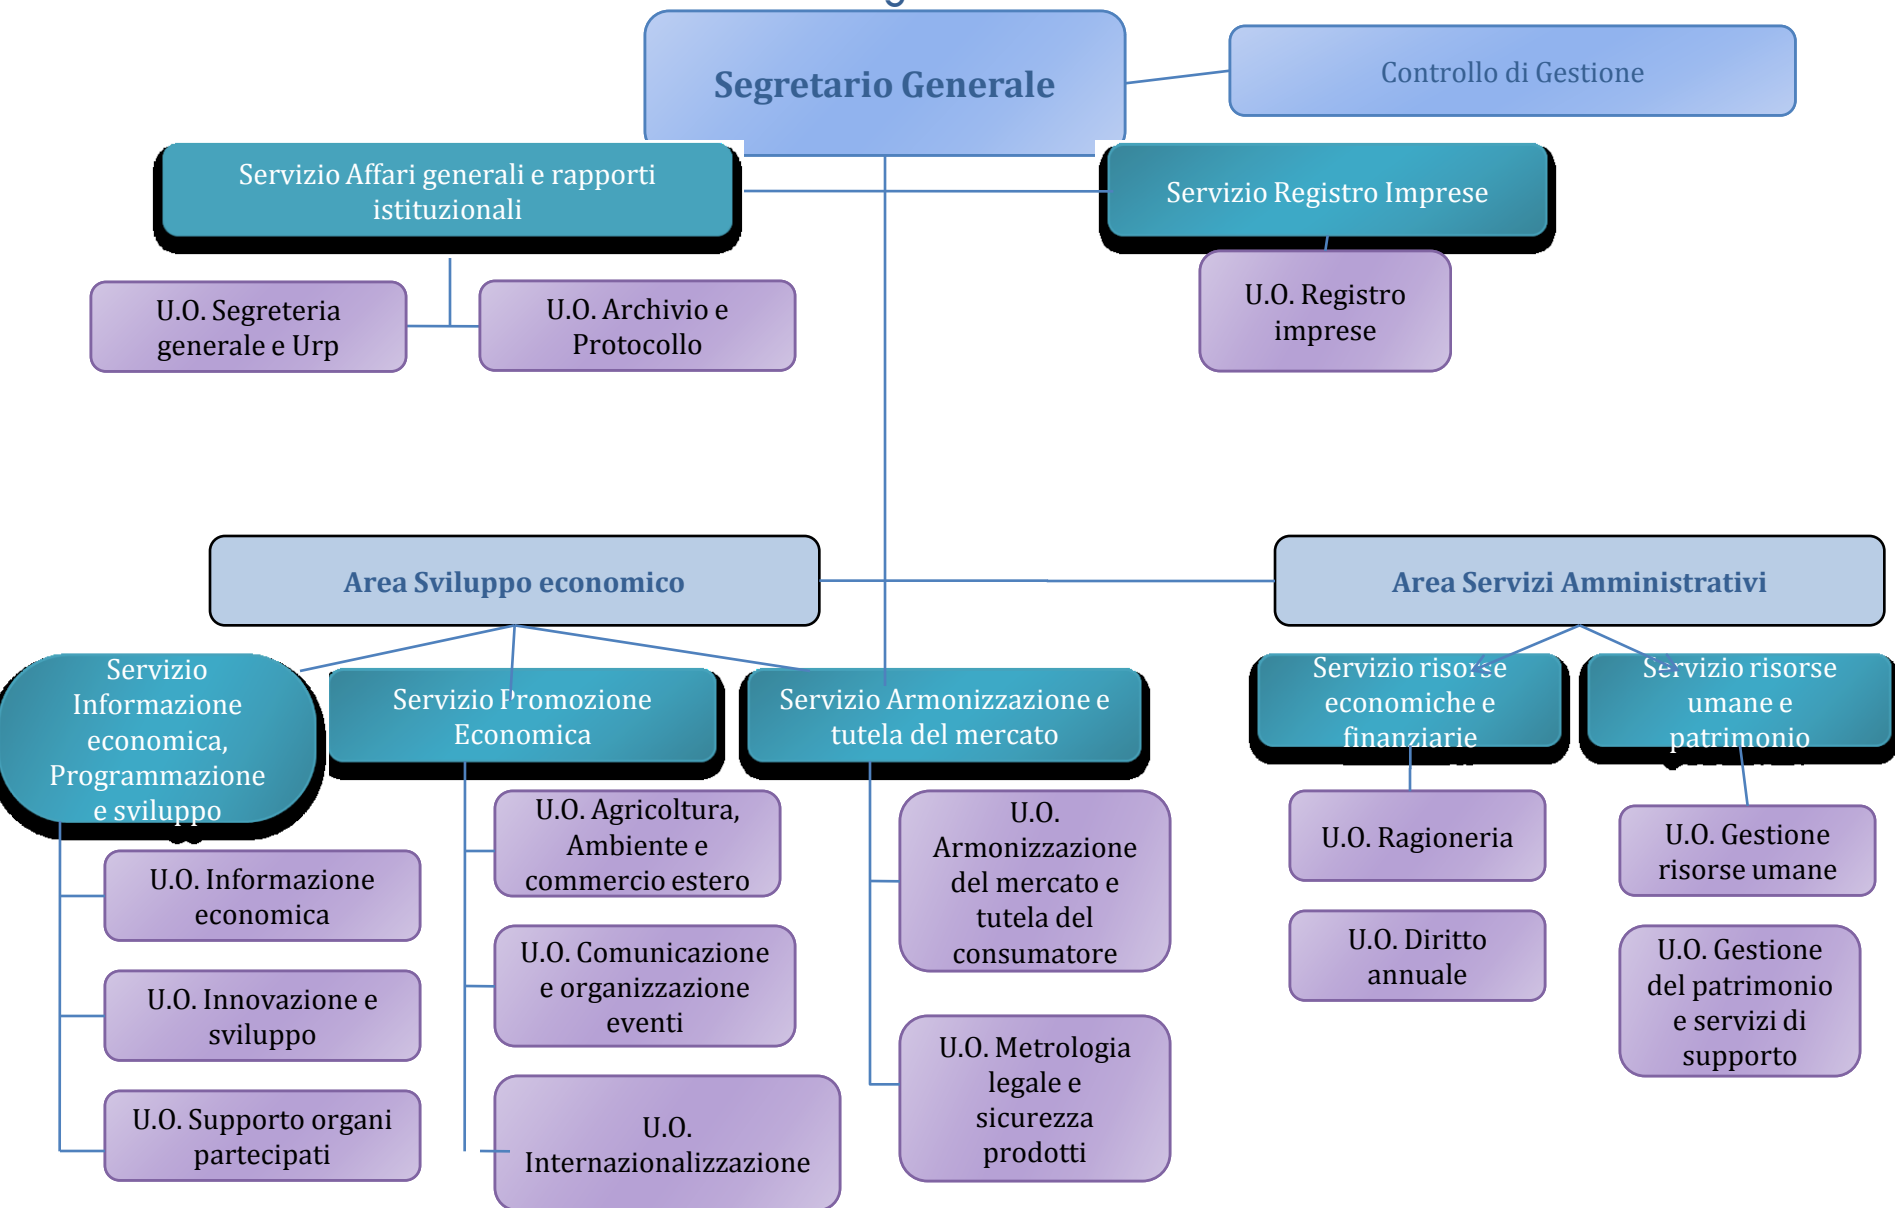 Segretario Generale
Controllo di Gestione
Servizio Affari generali e rapporti
istituzionali
Servizio Registro Imprese
U.O. Segreteria
generale e Urp
U.O. Archivio e
Protocollo
U.O. Registro
imprese
Area Sviluppo economico
Area Servizi Amministrativi
Servizio
Informazione
economica,
Programmazione
e sviluppo
Servizio Promozione
Economica
Servizio Armonizzazione e
tutela del mercato
Servizio risorse
economiche e
finanziarie
Servizio risorse
umane e
patrimonio
U.O. Informazione
economica
U.O. Innovazione e
sviluppo
U.O. Supporto organi
partecipati
U.O. Agricoltura,
Ambiente e
commercio estero
U.O. Comunicazione
e organizzazione
eventi
U.O.
Internazionalizzazione
U.O.
Armonizzazione
del mercato e
tutela del
consumatore
U.O. Metrologia
legale e
sicurezza
prodotti
U.O. Ragioneria
U.O. Diritto
annuale
U.O. Gestione
risorse umane
U.O. Gestione
del patrimonio
e servizi di
supporto